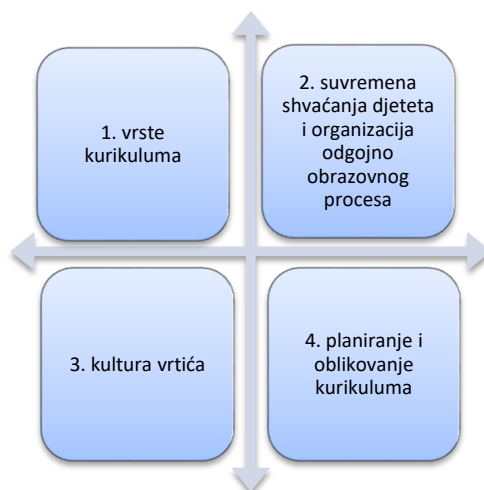 1. vrste
kurikuluma
2. suvremena
shvaćanja djeteta
i organizacija
odgojno
obrazovnog
procesa
3. kultura vrtića
4. planiranje i
oblikovanje
kurikuluma